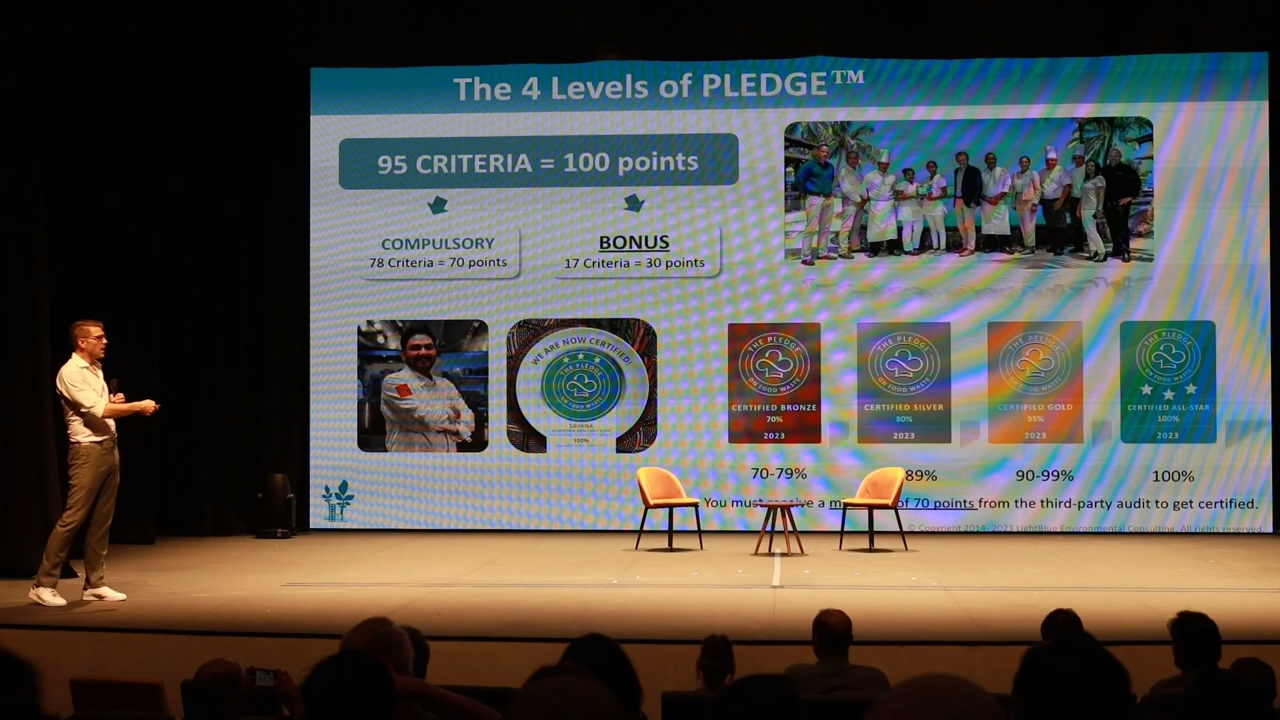 The 4 Levels of PLEDGE™
95 CRITERIA = 100 points
COMPULSORY
78 Criteria = 70 points
BONUS
17 Criteria = 30 points
WE ARE NOW CERTIFIED!
THE PLEDGE
ON FOOD WASTE
SAVANA
100%
THE PLEDGE
ON FOOD WASTE
CERTIFIED BRONZE
70%
2023
THE PLEDGE
ON FOOD WASTE
CERTIFIED SILVER
80%
2023
THE PLEDGE
ON FOOD WASTE
CERTIFIED GOLD
95%
2023
THE PLEDGE
ON FOOD WASTE
CERTIFIED ALL-STAR
100%
2023
70-79%
89%
90-99%
100%
You must a of 70 points from the third-party audit to get certified.
© Copyright 2014- 2023 LightBlue Environmental Consulting. All rights reserved